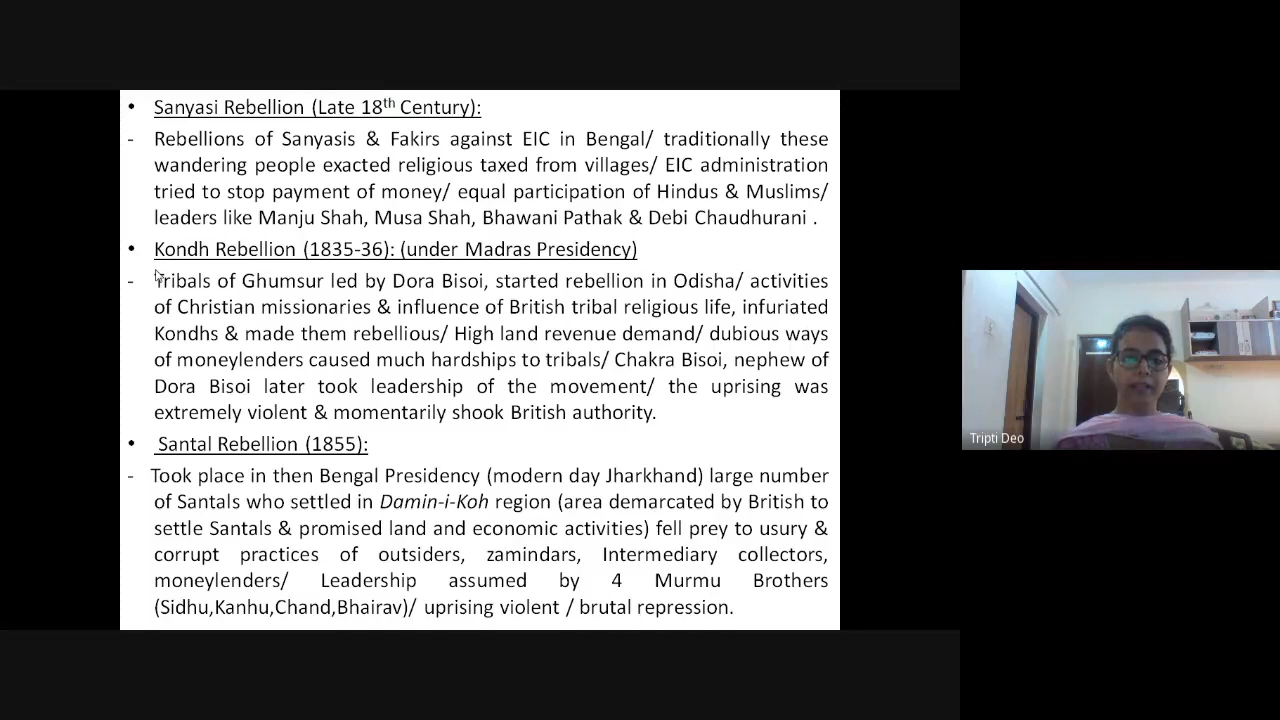 • Sanyasi Rebellion (Late 18th Century):
- Rebellions of Sanyasis & Fakirs against EIC in Bengal/ traditionally these
wandering people exacted religious taxed from villages/ EIC administration
tried to stop payment of money/ equal participation of Hindus & Muslims/
leaders like Manju Shah, Musa Shah, Bhawani Pathak & Debi Chaudhurani .
• Kondh Rebellion (1835-36): (under Madras Presidency)
- Tribals of Ghumsur led by Dora Bisoi, started rebellion in Odisha/ activities
of Christian missionaries & influence of British tribal religious life, infuriated
Kondhs & made them rebellious/ High land revenue demand/ dubious ways
of moneylenders caused much hardships to tribals/ Chakra Bisoi, nephew of
Dora Bisoi later took leadership of the movement/ the uprising was
extremely violent & momentarily shook British authority.
• Santal Rebellion (1855):
- Took place in then Bengal Presidency (modern day Jharkhand) large number
of Santals who settled in Damin-i-Koh region (area demarcated by British to
settle Santals & promised land and economic activities) fell prey to usury &
corrupt practices of outsiders, zamindars, Intermediary collectors,
moneylenders/ Leadership assumed by 4 Murmu Brothers
(Sidhu,Kanhu,Chand,Bhairav)/ uprising violent / brutal repression.
Tripti Deo